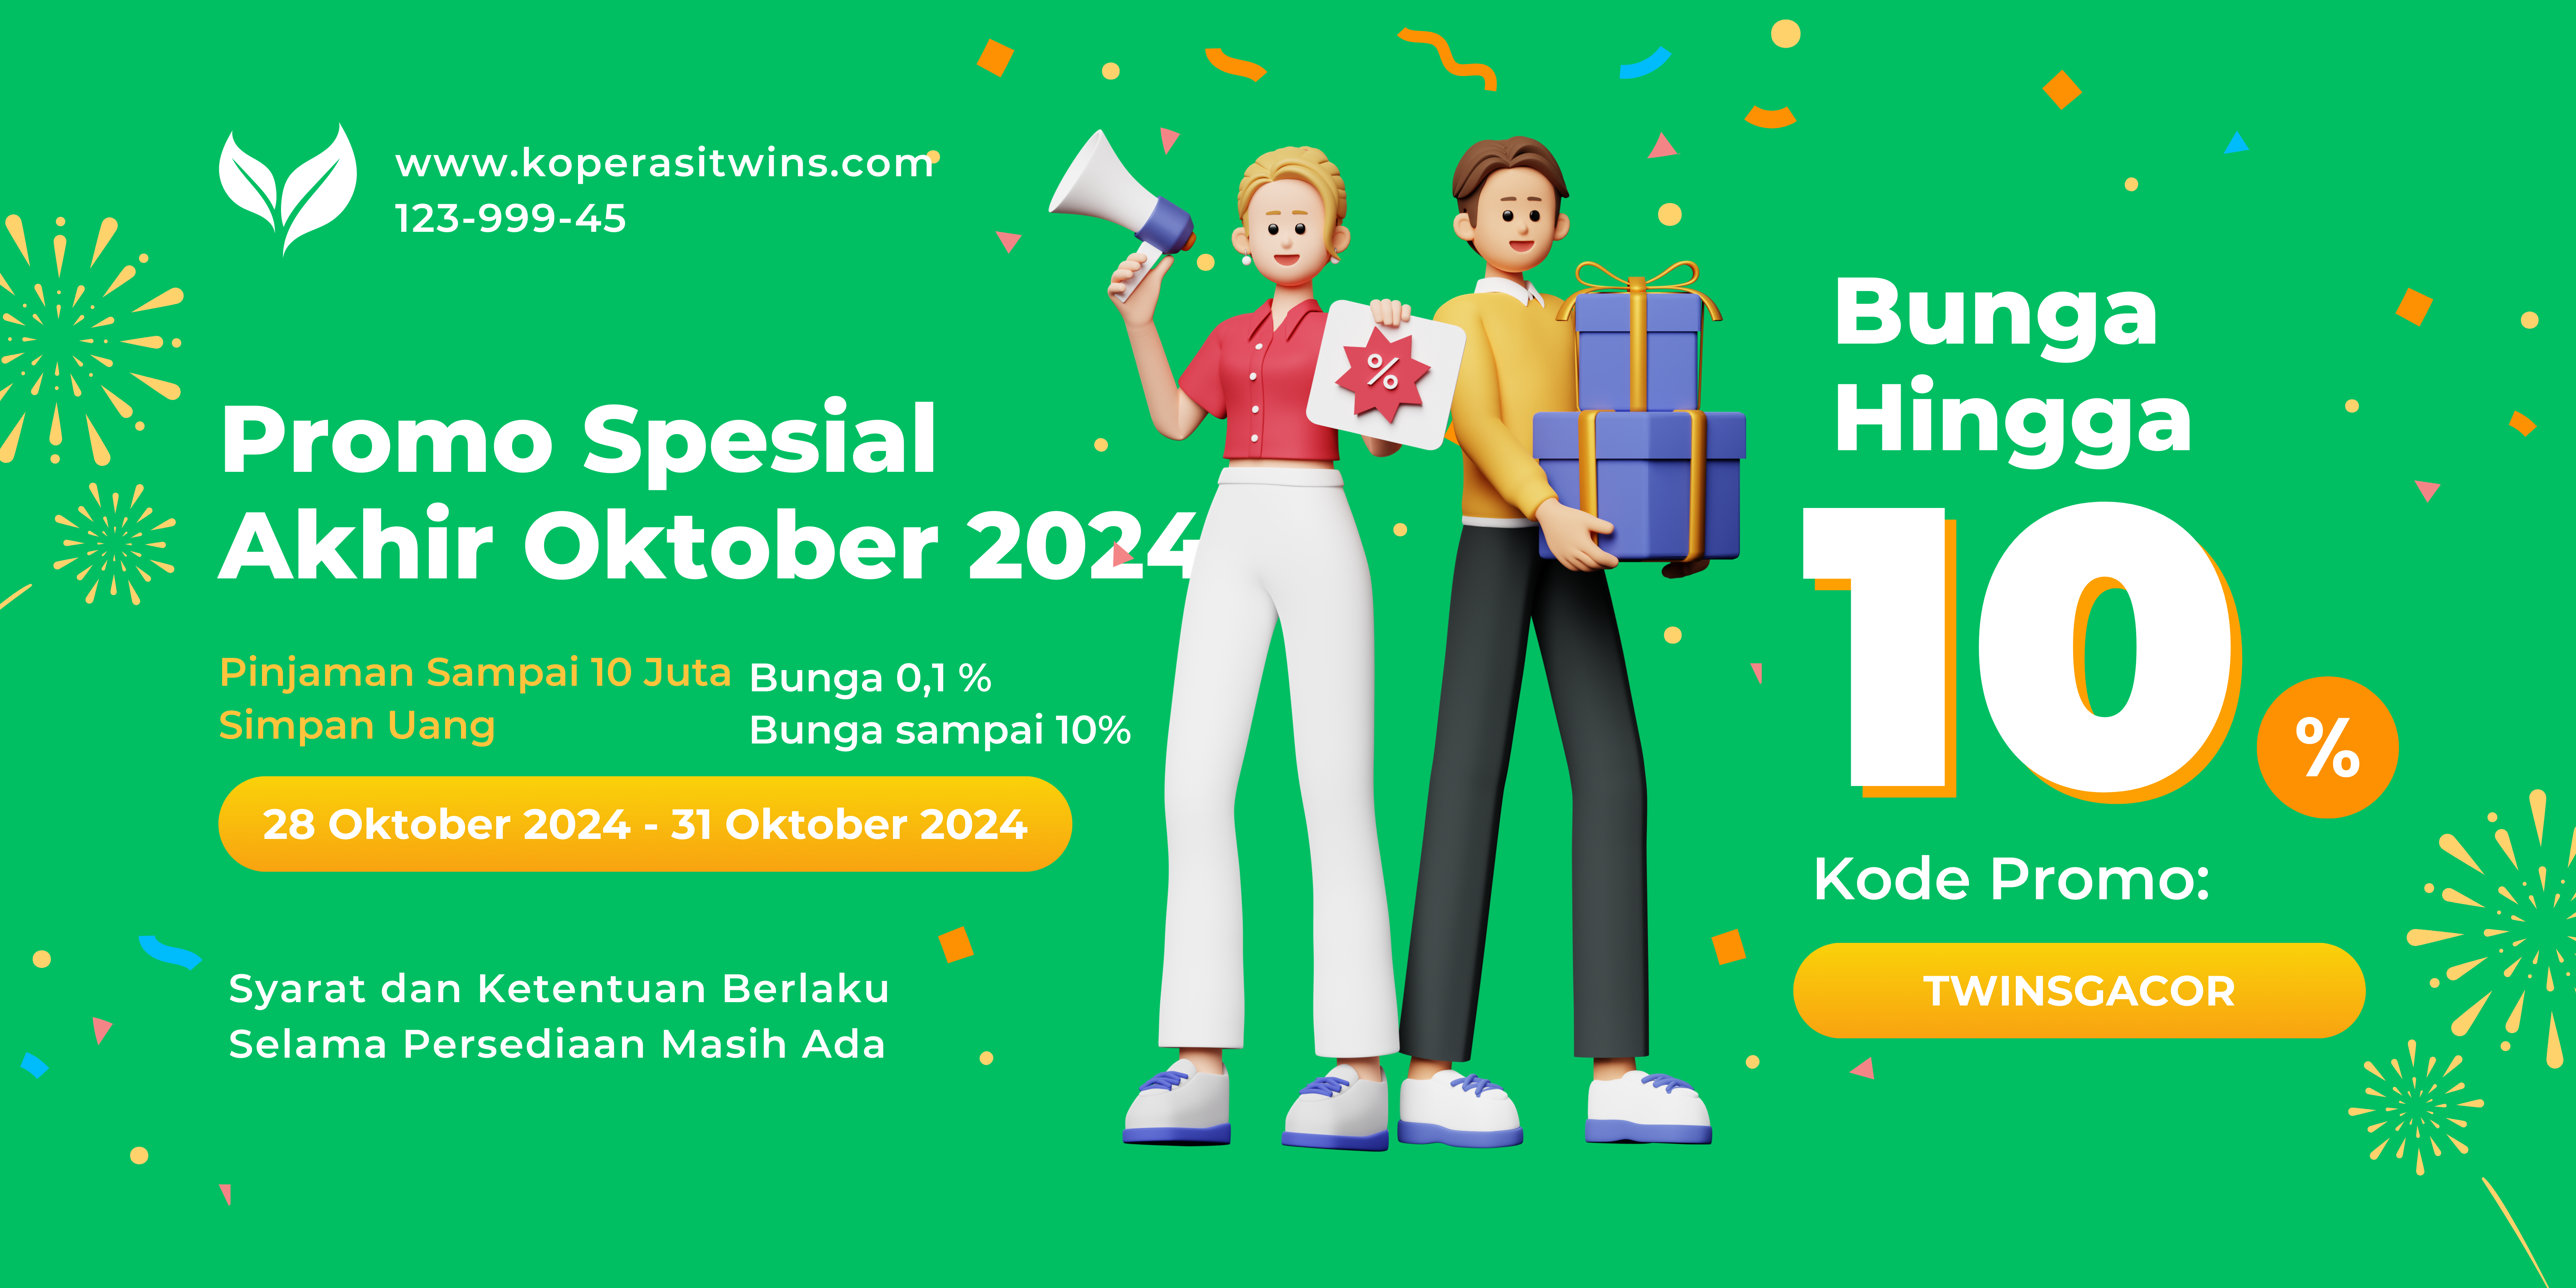 www.koperasitwins.com
123-999-45
Promo Spesial
Akhir Oktober 2024
Pinjaman Sampai 10 Juta Bunga 0,1 %
Simpan Uang Bunga sampai 10%
28 Oktober 2024 - 31 Oktober 2024
Syarat dan Ketentuan Berlaku
Selama Persediaan Masih Ada
%
Bunga
Hingga
10 %
Kode Promo:
TWINSGACOR